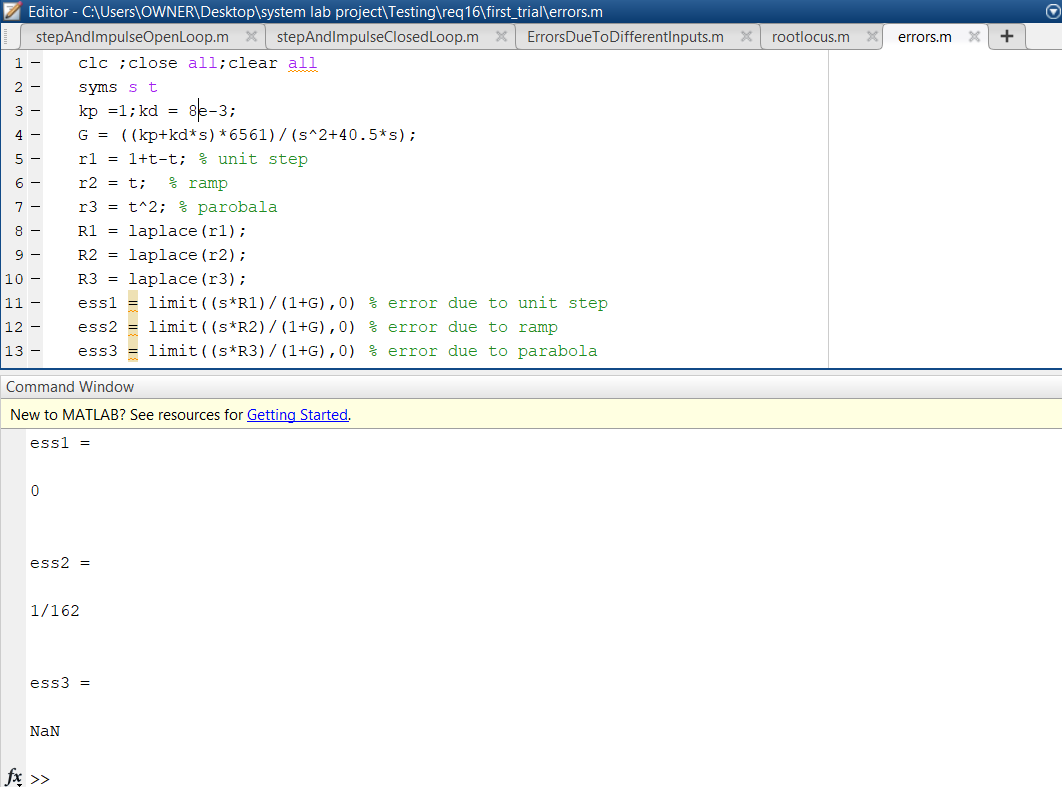 Editor - C:\Users\OWNER\Desktop\system lab project\Testing\req16\first_trial\errors.m
stepAndImpulseOpenLoop.m × stepAndImpulseClosedLoop.m × ErrorsDueToDifferentInputs.m × rootlocus.m × errors.m × +
1 – clc ;close all;clear all
2 – syms s t
3 – kp =1;kd = 8e-3;
4 – G = ((kp+kd*s)*6561)/(s^2+40.5*s);
5 – r1 = 1+t-t; % unit step
6 – r2 = t;  % ramp
7 – r3 = t^2; % parobala
8 – R1 = laplace(r1);
9 – R2 = laplace(r2);
10 – R3 = laplace(r3);
11 – ess1 = limit((s*R1)/(1+G),0) % error due to unit step
12 – ess2 = limit((s*R2)/(1+G),0) % error due to ramp
13 – ess3 = limit((s*R3)/(1+G),0) % error due to parabola
Command Window
New to MATLAB? See resources for Getting Started.
ess1 =
0
ess2 =
1/162
ess3 =
NaN
fx >>